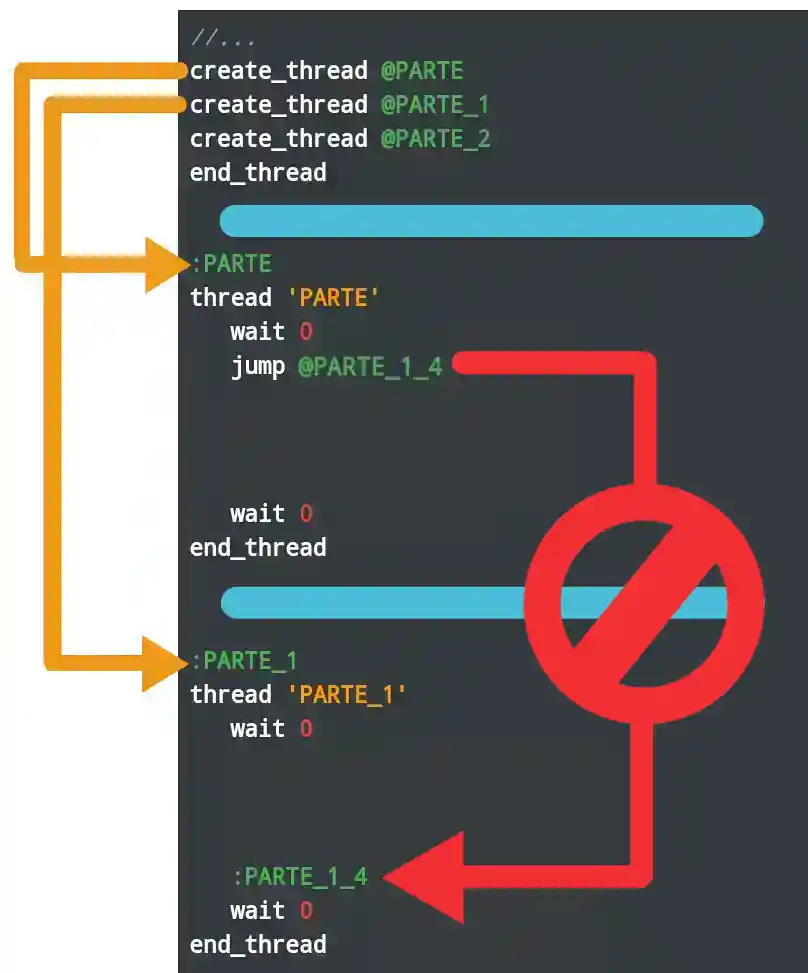 //...
create_thread @PARTE
create_thread @PARTE_1
create_thread @PARTE_2
end_thread
:PARTE
thread 'PARTE'
wait 0
jump @PARTE_1_4
wait 0
end_thread
:PARTE_1
thread 'PARTE_1'
wait 0
:PARTE_1_4
wait 0
end_thread